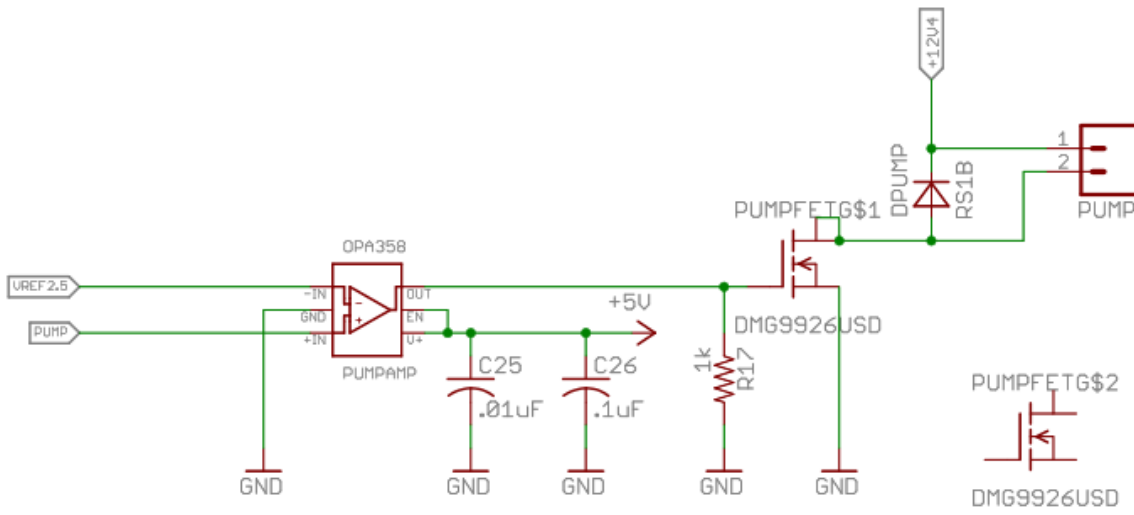 +12V4
1
2
DPUMP
RS1B
PUMP
PUMPFETG$1
OPA358
VREF2.5
-IN
OUT
+5V
GND
EN
DMG9926USD
PUMP
+IN
V+
PUMPAMP
C25
C26
.01uF
.1uF
1k
R17
PUMPFETG$2
GND
GND
GND
GND
GND
DMG9926USD